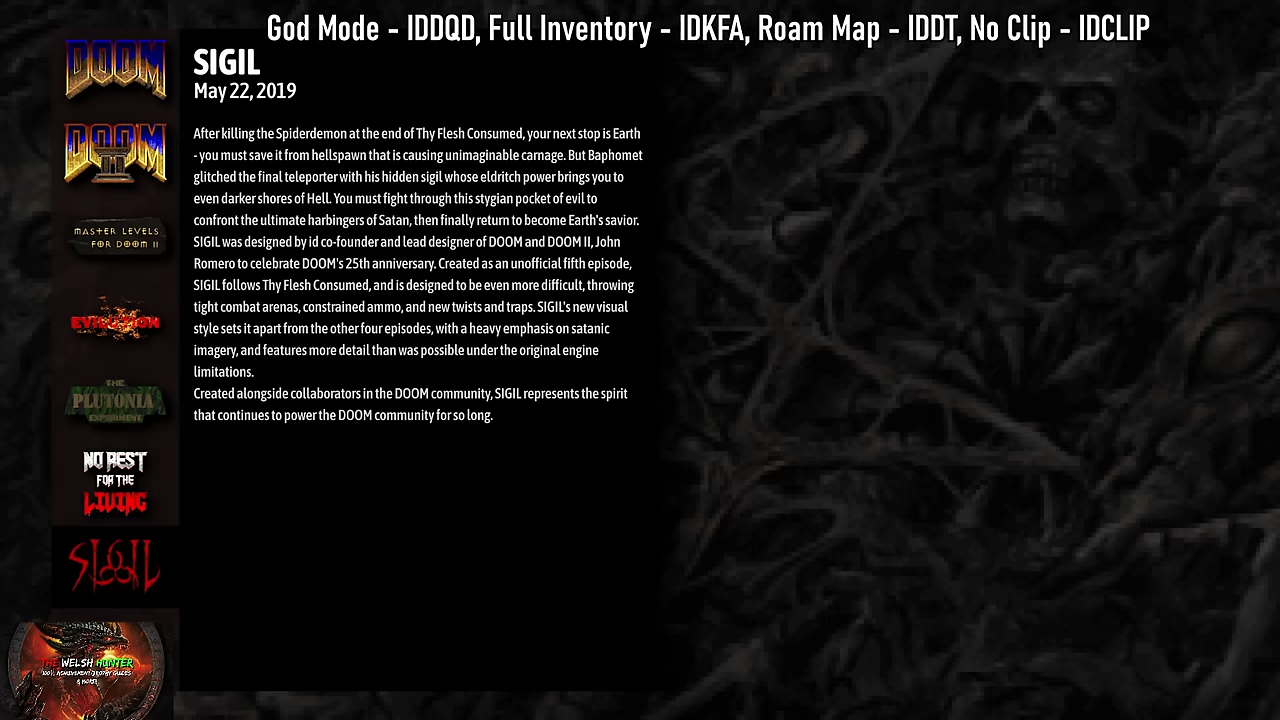 God Mode - IDDQD, Full Inventory - IDKFA, Roam Map - IDDT, No Clip - IDCLIP
SIGIL
May 22, 2019
After killing the Spiderdemon at the end of Thy Flesh Consumed, your next stop is Earth
- you must save it from hellspawn that is causing unimaginable carnage. But Baphomet
glitched the final teleporter with his hidden sigil whose eldritch power brings you to
even darker shores of Hell. You must fight through this stygian pocket of evil to
confront the ultimate harbingers of Satan, then finally return to become Earth's savior.
SIGIL was designed by id co-founder and lead designer of DOOM and DOOM II, John
Romero to celebrate DOOM's 25th anniversary. Created as an unofficial fifth episode,
SIGIL follows Thy Flesh Consumed, and is designed to be even more difficult, throwing
tight combat arenas, constrained ammo, and new twists and traps. SIGIL's new visual
style sets it apart from the other four episodes, with a heavy emphasis on satanic
imagery, and features more detail than was possible under the original engine
limitations.
Created alongside collaborators in the DOOM community, SIGIL represents the spirit
that continues to power the DOOM community for so long.
DOOM
DOOM
II
MASTER LEVELS
FOR DOOM II
EVILUTION
THE
PLUTONIA
EXPERIMENT
NO REST
FOR THE
LIVING
SIGIL
THE WELSH HUNTER
100% ACHIEVEMENT/TROPHY GUIDES
& MORE!